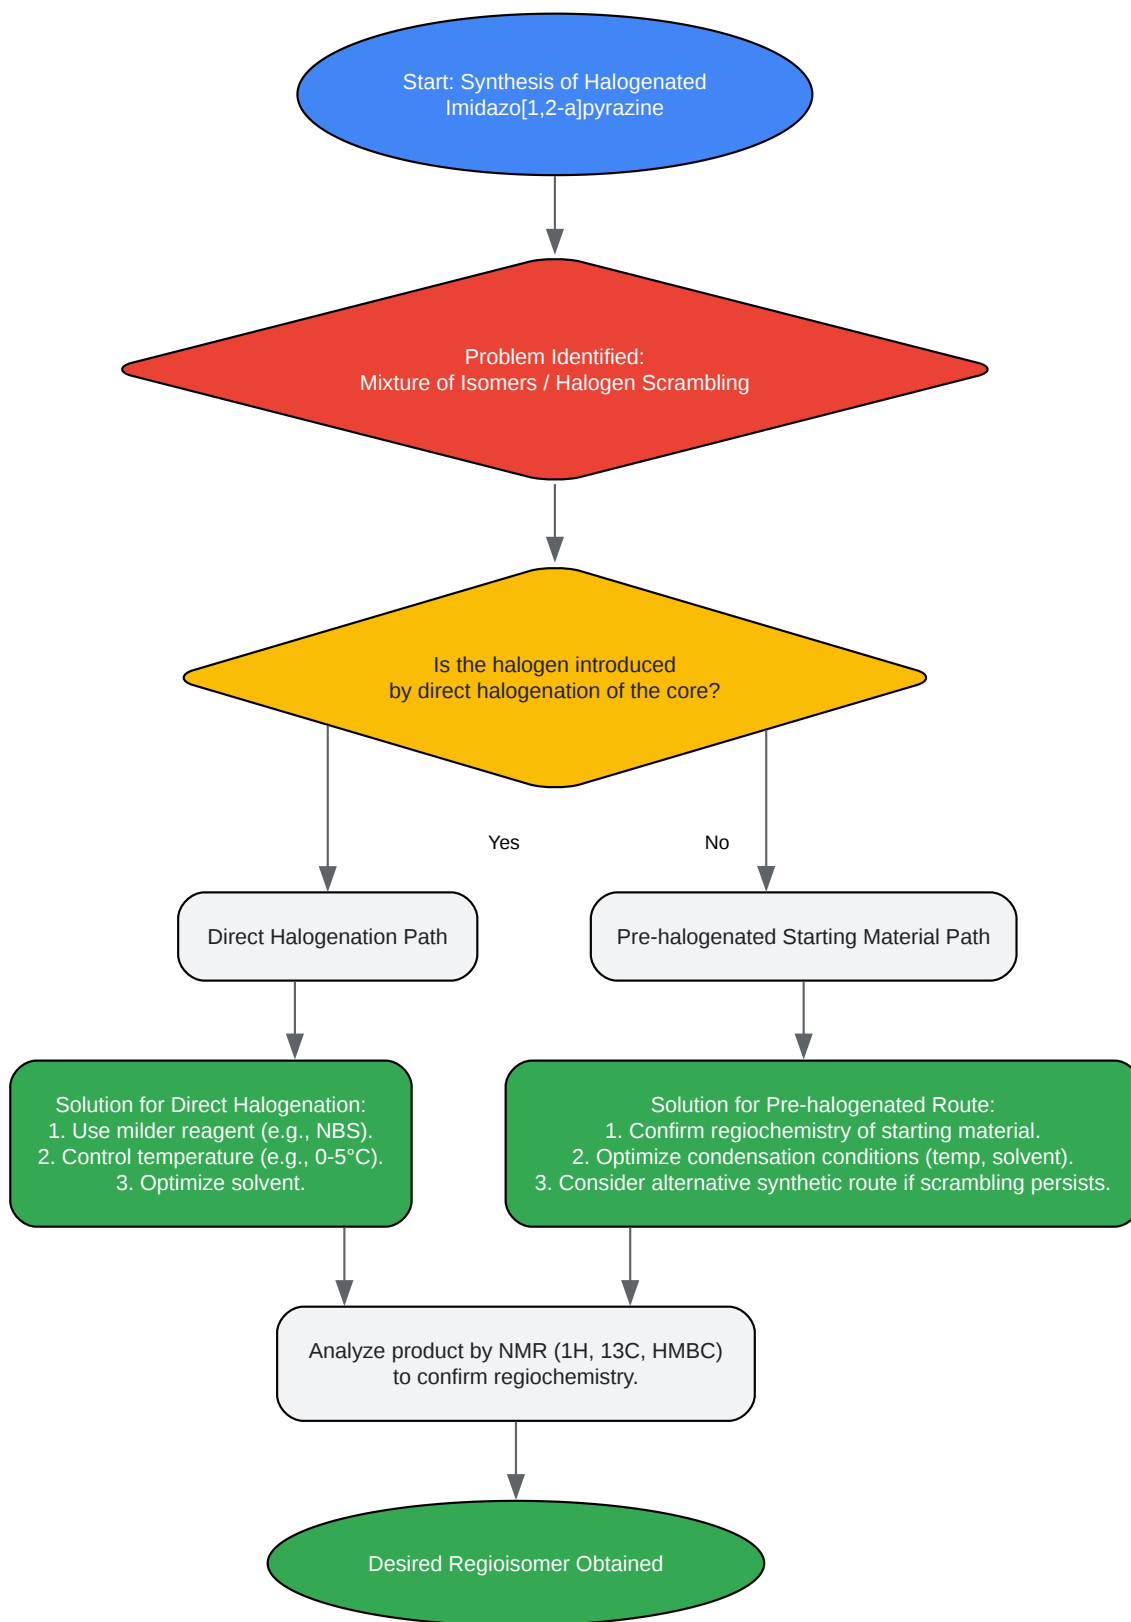 Start: Synthesis of Halogenated
Imidazo[1,2-a]pyrazine
Problem Identified:
Mixture of Isomers / Halogen Scrambling
Is the halogen introduced
by direct halogenation of the core?
Yes
No
Direct Halogenation Path
Pre-halogenated Starting Material Path
Solution for Direct Halogenation:
1. Use milder reagent (e.g., NBS).
2. Control temperature (e.g., 0-5°C).
3. Optimize solvent.
Solution for Pre-halogenated Route:
1. Confirm regiochemistry of starting material.
2. Optimize condensation conditions (temp, solvent).
3. Consider alternative synthetic route if scrambling persists.
Analyze product by NMR (1H, 13C, HMBC)
to confirm regiochemistry.
Desired Regioisomer Obtained